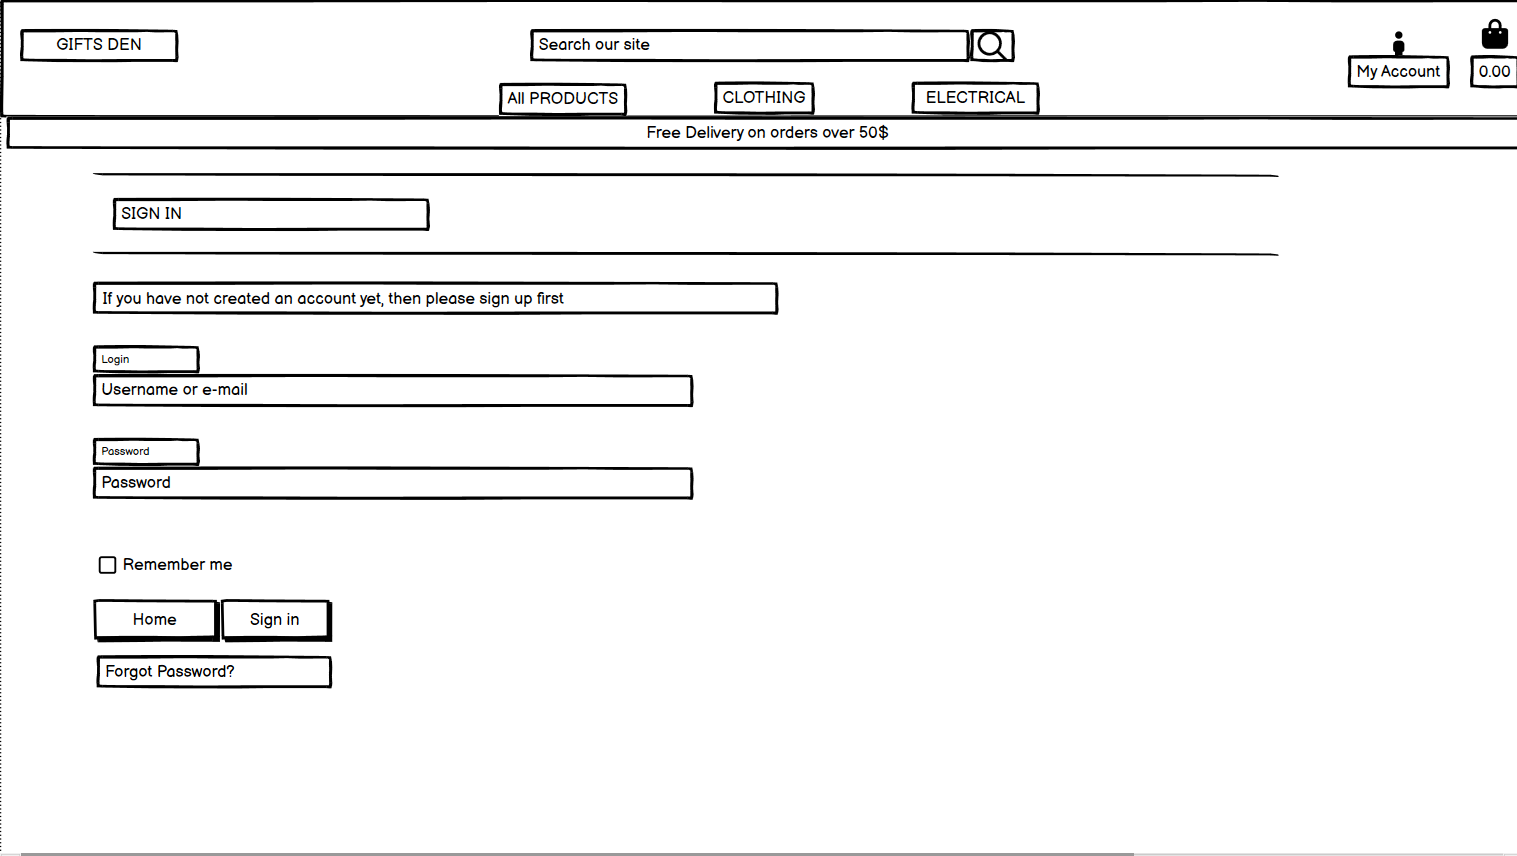 GIFTS DEN
Search our site
My Account
0.00
All PRODUCTS
CLOTHING
ELECTRICAL
Free Delivery on orders over 50$
SIGN IN
If you have not created an account yet, then please sign up first
Login
Username or e-mail
Password
Password
Remember me
Home
Sign in
Forgot Password?